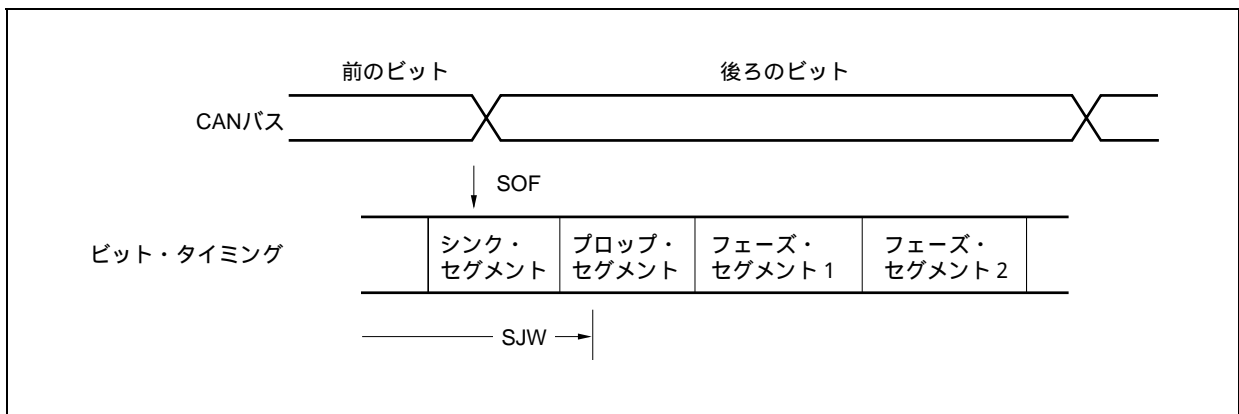 前のビット
後ろのビット
CANバス
SOF
ビット・タイミング
シンク・
セグメント
プロップ・
セグメント
フェーズ・
セグメント1
フェーズ・
セグメント2
SJW